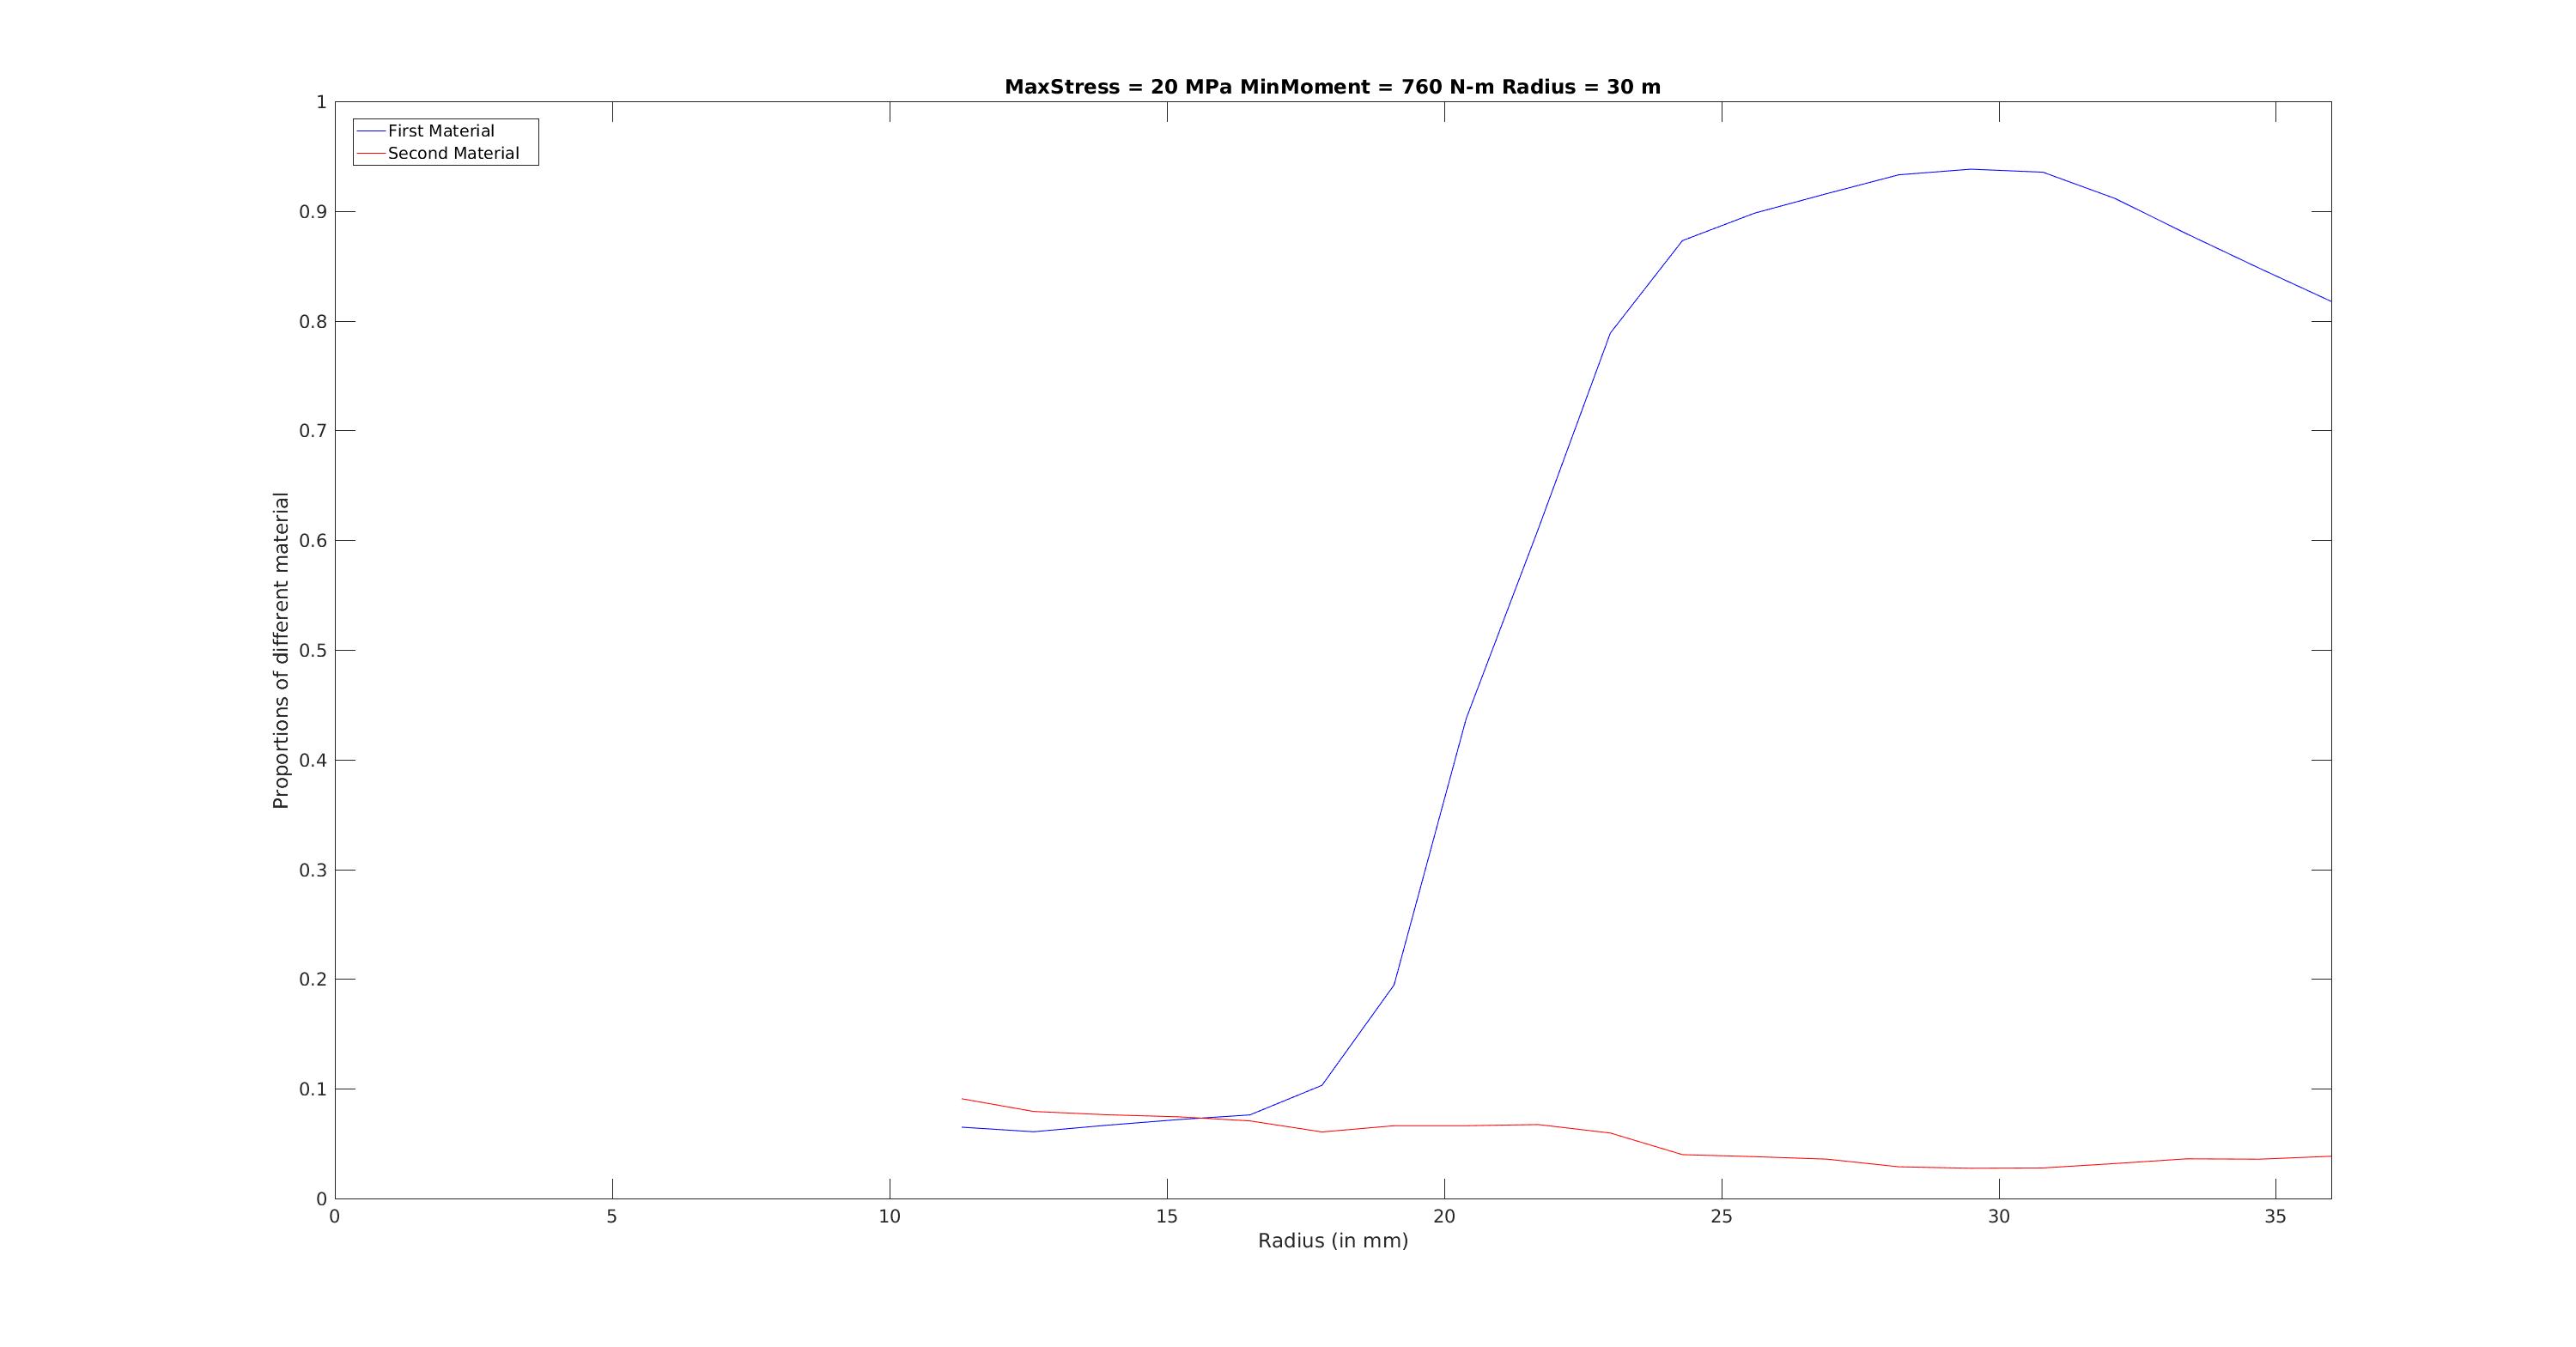 MaxStress = 20 MPa MinMoment = 760 N-m Radius = 30 m
First Material
Second Material
Proportions of different material
1
0.9
0.8
0.7
0.6
0.5
0.4
0.3
0.2
0.1
0
0 5 10 15 20 25 30 35
Radius (in mm)